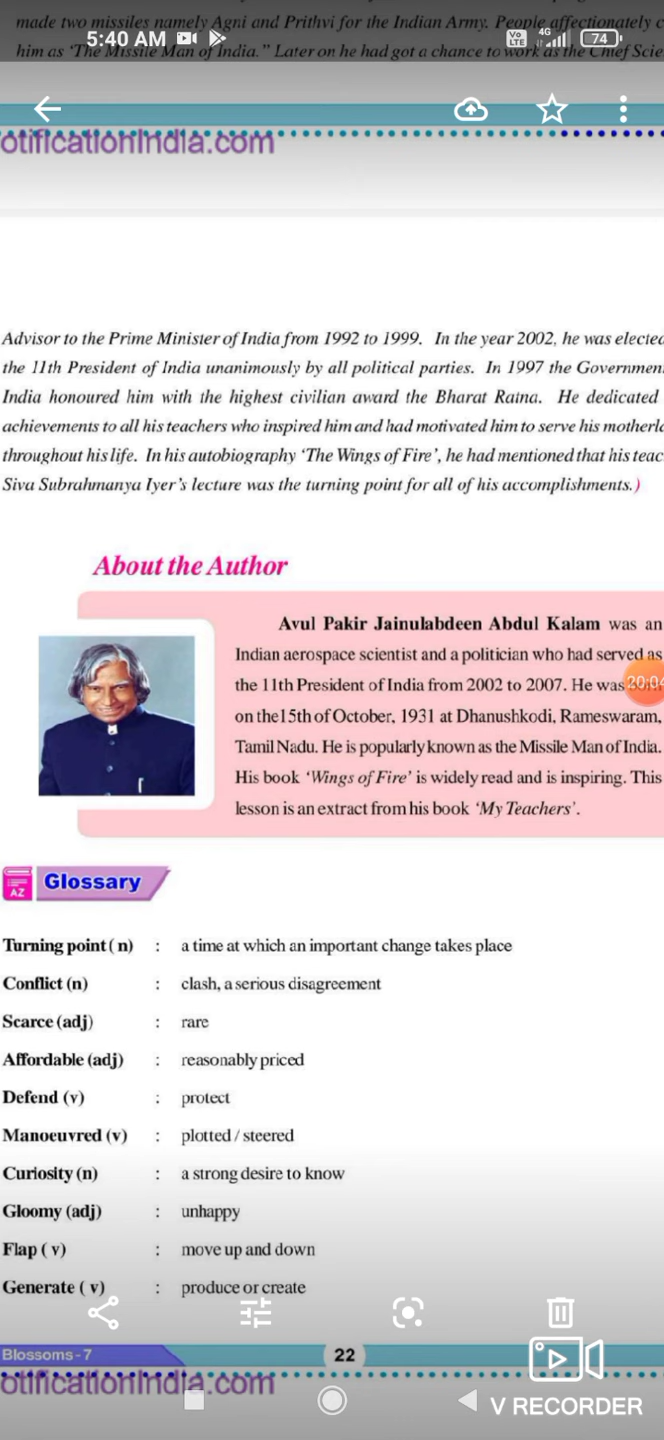 made two missiles namely Agni and Prithvi for the Indian Army. People affectionately c
5:40 AM Vo LTE 4G 74
him as 'The Missile Man of India." Later on he had got a chance to work as the Chief Scie
otificationIndia.com
Advisor to the Prime Minister of India from 1992 to 1999. In the year 2002, he was electe
the 11th President of India unanimously by all political parties. In 1997 the Governmen
India honoured him with the highest civilian award the Bharat Ratna. He dedicated
achievements to all his teachers who inspired him and had motivated him to serve his motherl
throughout his life. In his autobiography 'The Wings of Fire', he had mentioned that his teac
Siva Subrahmanya Iyer's lecture was the turning point for all of his accomplishments.)
About the Author
Avul Pakir Jainulabdeen Abdul Kalam was an
Indian aerospace scientist and a politician who had served as
the 11th President of India from 2002 to 2007. He was
20:04
on the15th of October, 1931 at Dhanushkodi, Rameswaram,
Tamil Nadu. He is popularly known as the Missile Man of India.
His book 'Wings of Fire' is widely read and is inspiring. This
lesson is an extract from his book 'My Teachers'.
AZ Glossary
Turning point ( n) : a time at which an important change takes place
Conflict (n) : clash, a serious disagreement
Scarce (adj) : rare
Affordable (adj) : reasonably priced
Defend (v) : protect
Manoeuvred (v) : plotted / steered
Curiosity (n) : a strong desire to know
Gloomy (adj) : unhappy
Flap ( v) : move up and down
Generate ( v) : produce or create
Blossoms-7 22
otificationIndia.com
V RECORDER